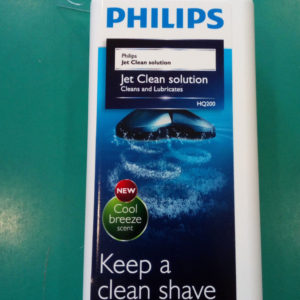 PHILIPS
Philips
Jet Clean solution
Jet Clean solution
Cleans and Lubricates
HQ200
NEW
Cool
breeze
scent
Keep a
clean shave